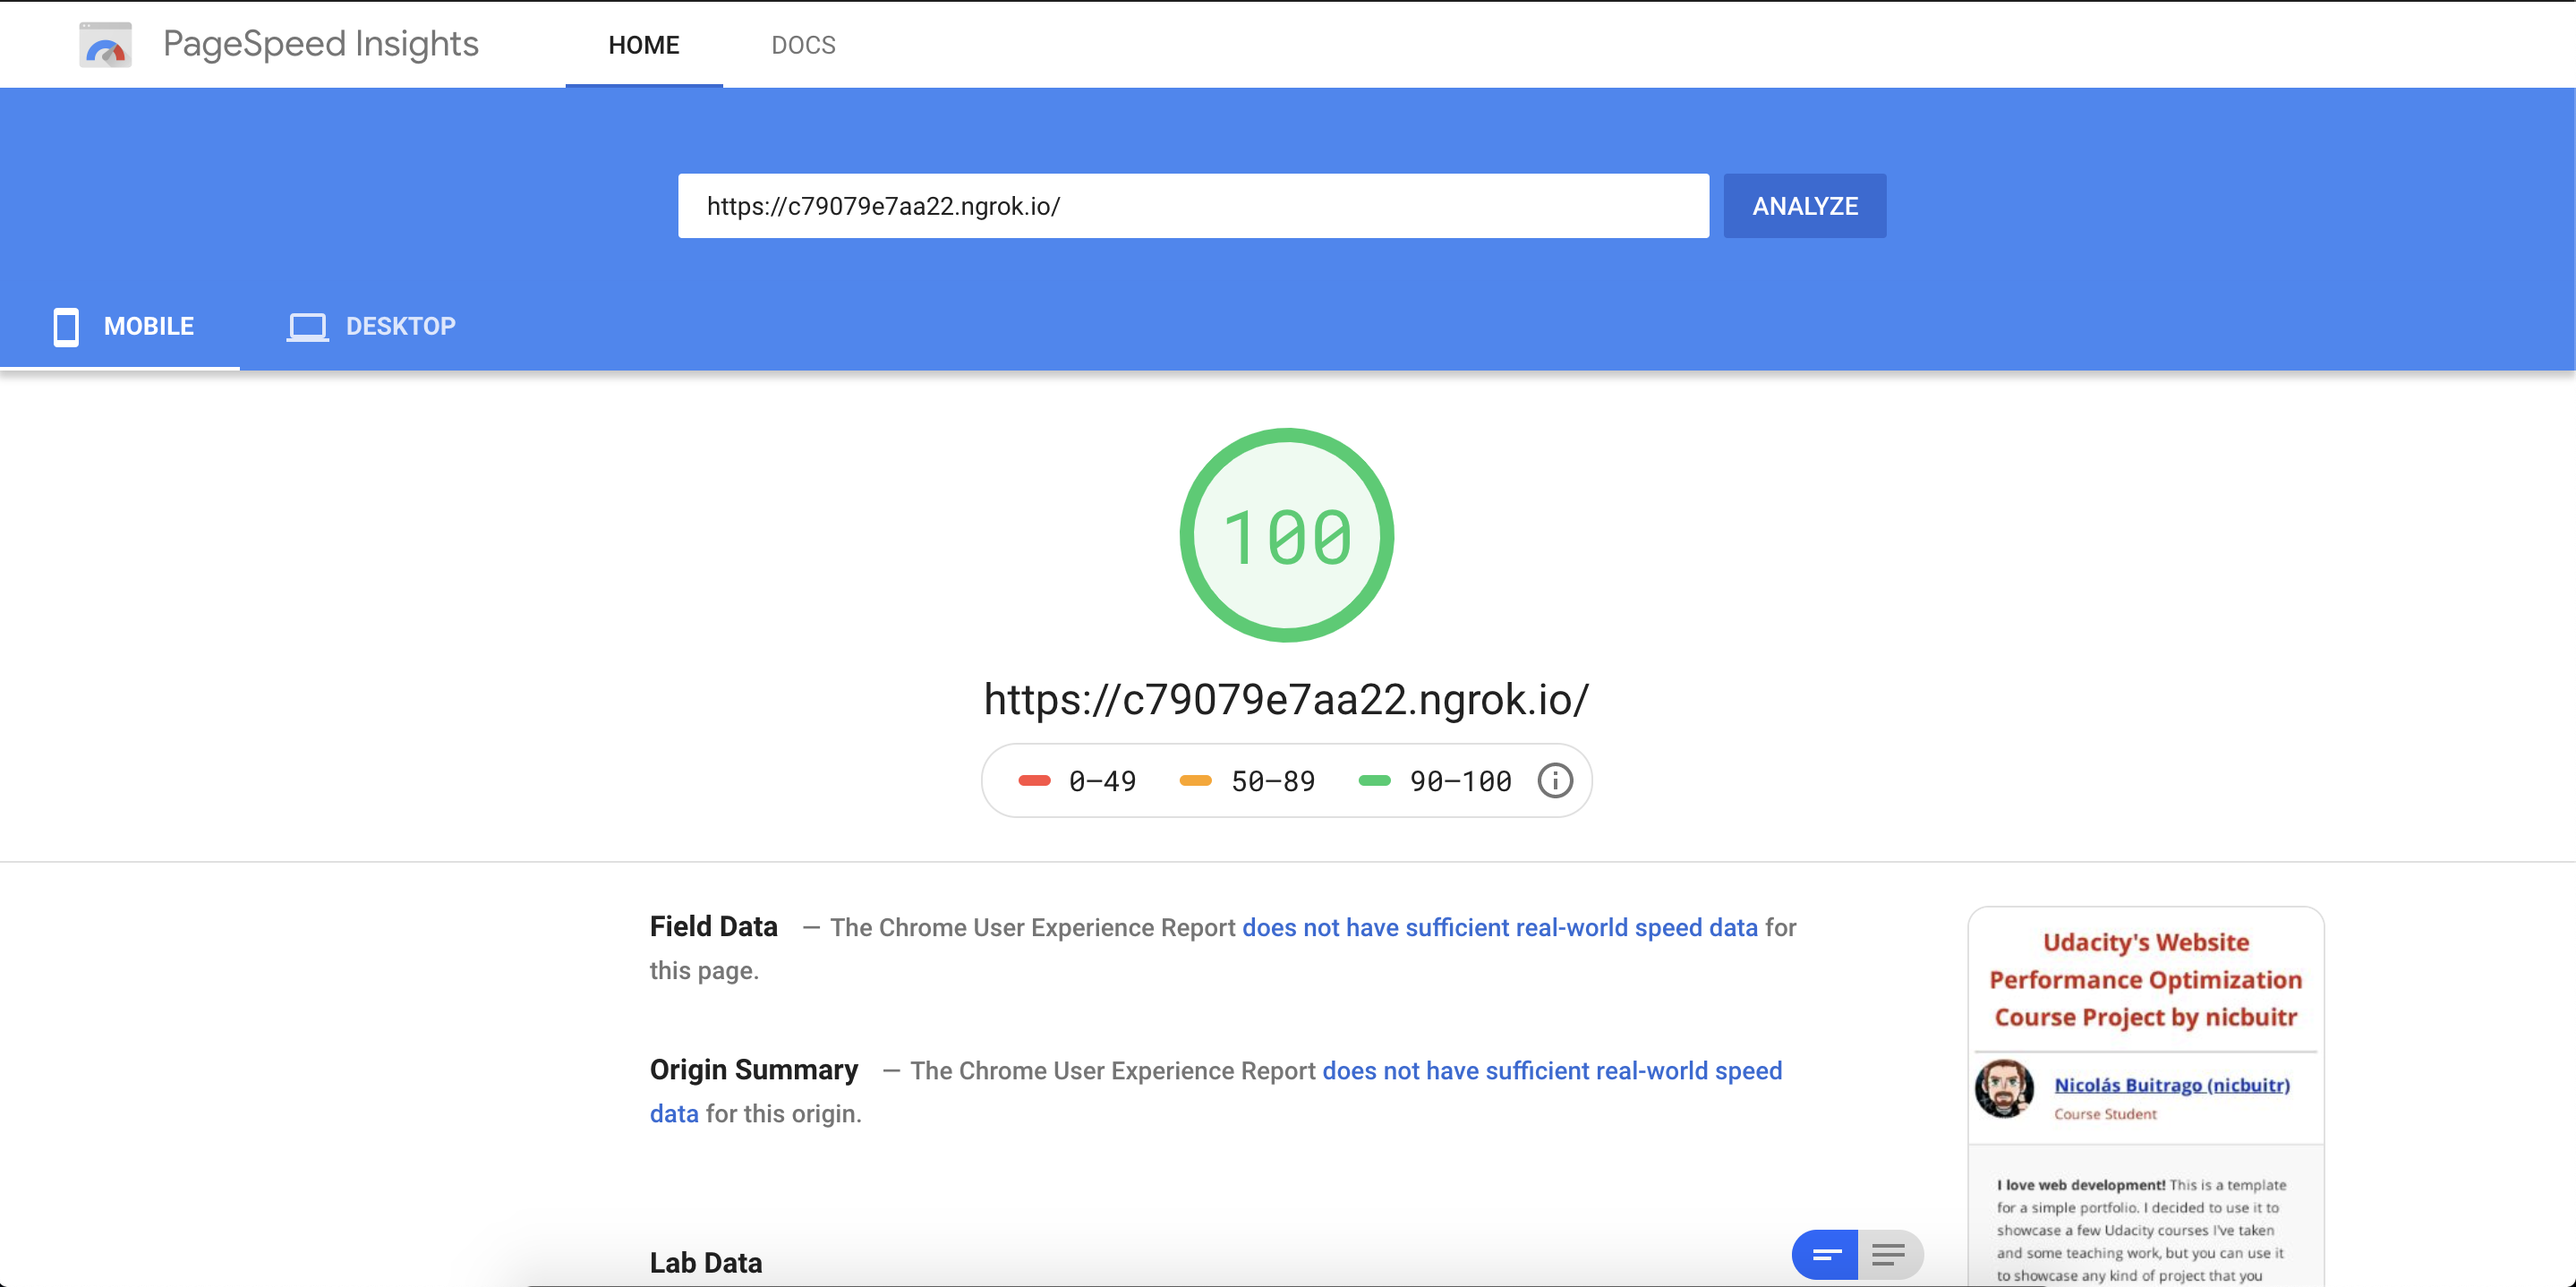 PageSpeed Insights
HOME
DOCS
https://c79079e7aa22.ngrok.io/
ANALYZE
MOBILE
DESKTOP
100
https://c79079e7aa22.ngrok.io/
0–49
50–89
90–100
Field Data — The Chrome User Experience Report does not have sufficient real-world speed data for
this page.
Origin Summary — The Chrome User Experience Report does not have sufficient real-world speed
data for this origin.
Lab Data
Udacity's Website
Performance Optimization
Course Project by nicbuitr
Nicolás Buitrago (nicbuitr)
Course Student
I love web development! This is a template
for a simple portfolio. I decided to use it to
showcase a few Udacity courses I've taken
and some teaching work, but you can use it
to showcase any kind of project that you